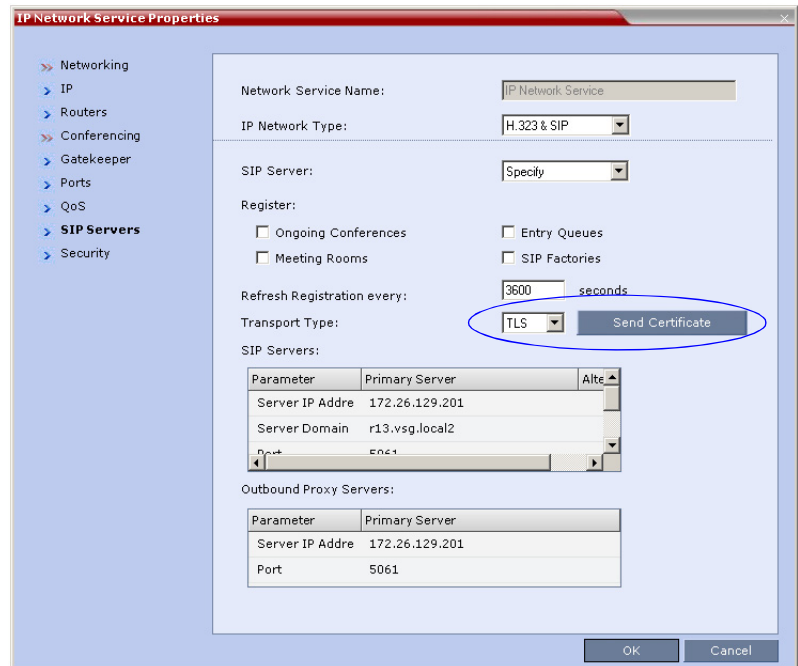 IP Network Service Properties
Networking
IP
Routers
Conferencing
Gatekeeper
Ports
QoS
SIP Servers
Security
Network Service Name: IP Network Service
IP Network Type: H.323 & SIP
SIP Server: Specify
Register:
Ongoing Conferences Entry Queues
Meeting Rooms SIP Factories
Refresh Registration every: 3600 seconds
Transport Type: TLS Send Certificate
SIP Servers:
Parameter Primary Server Alte
Server IP Addre 172.26.129.201
Server Domain r13.vsg.local2
Port 5061
Outbound Proxy Servers:
Parameter Primary Server
Server IP Addre 172.26.129.201
Port 5061
OK Cancel